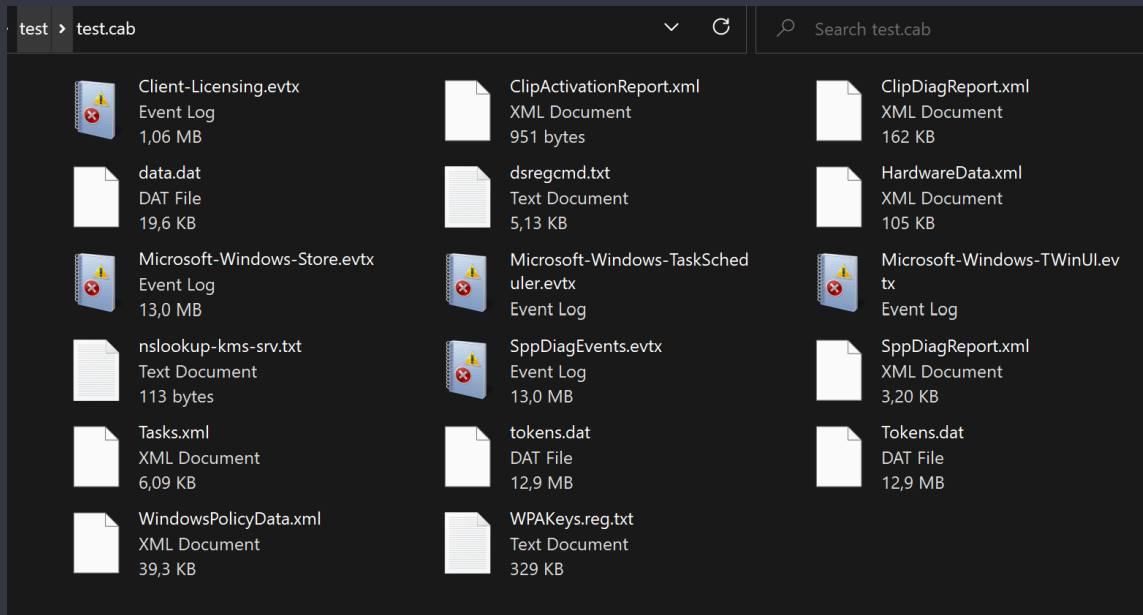 test > test.cab
Search test.cab
Client-Licensing.evtx
Event Log
1,06 MB
ClipActivationReport.xml
XML Document
951 bytes
ClipDiagReport.xml
XML Document
162 KB
data.dat
DAT File
19,6 KB
dsregcmd.txt
Text Document
5,13 KB
HardwareData.xml
XML Document
105 KB
Microsoft-Windows-Store.evtx
Event Log
13,0 MB
Microsoft-Windows-TaskSched
uler.evtx
Event Log
Microsoft-Windows-TWinUI.ev
tx
Event Log
nslookup-kms-srv.txt
Text Document
113 bytes
SppDiagEvents.evtx
Event Log
13,0 MB
SppDiagReport.xml
XML Document
3,20 KB
Tasks.xml
XML Document
6,09 KB
tokens.dat
DAT File
12,9 MB
Tokens.dat
DAT File
12,9 MB
WindowsPolicyData.xml
XML Document
39,3 KB
WPAKeys.reg.txt
Text Document
329 KB